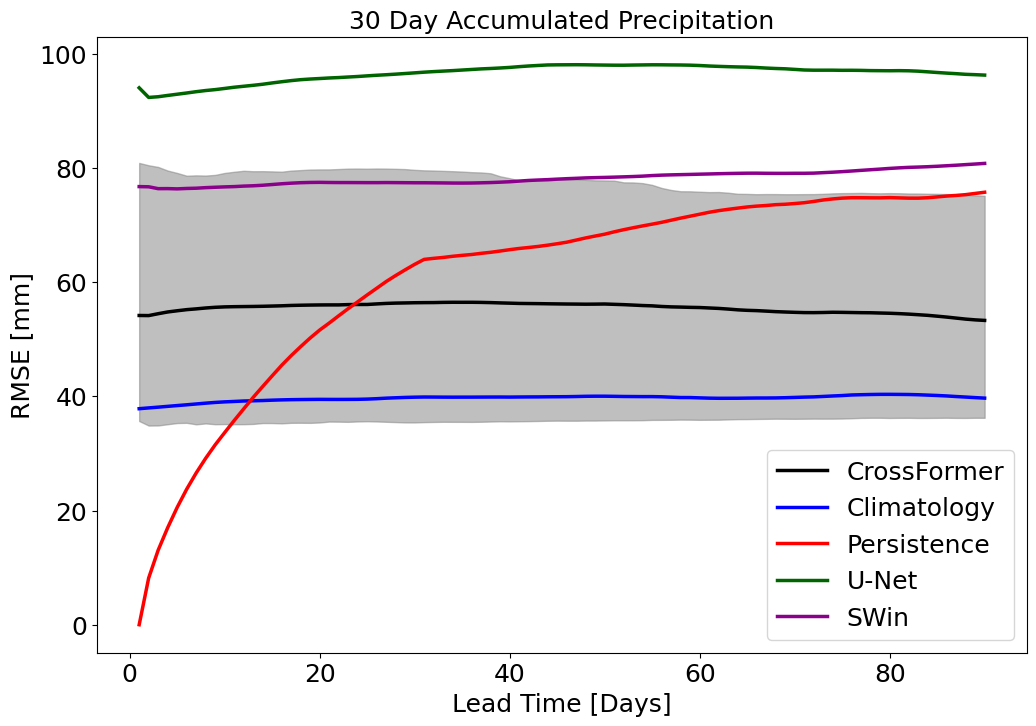 30 Day Accumulated Precipitation
RMSE [mm]
100
80
60
40
20
0
0 20 40 60 80
Lead Time [Days]
CrossFormer
Climatology
Persistence
U-Net
SWin